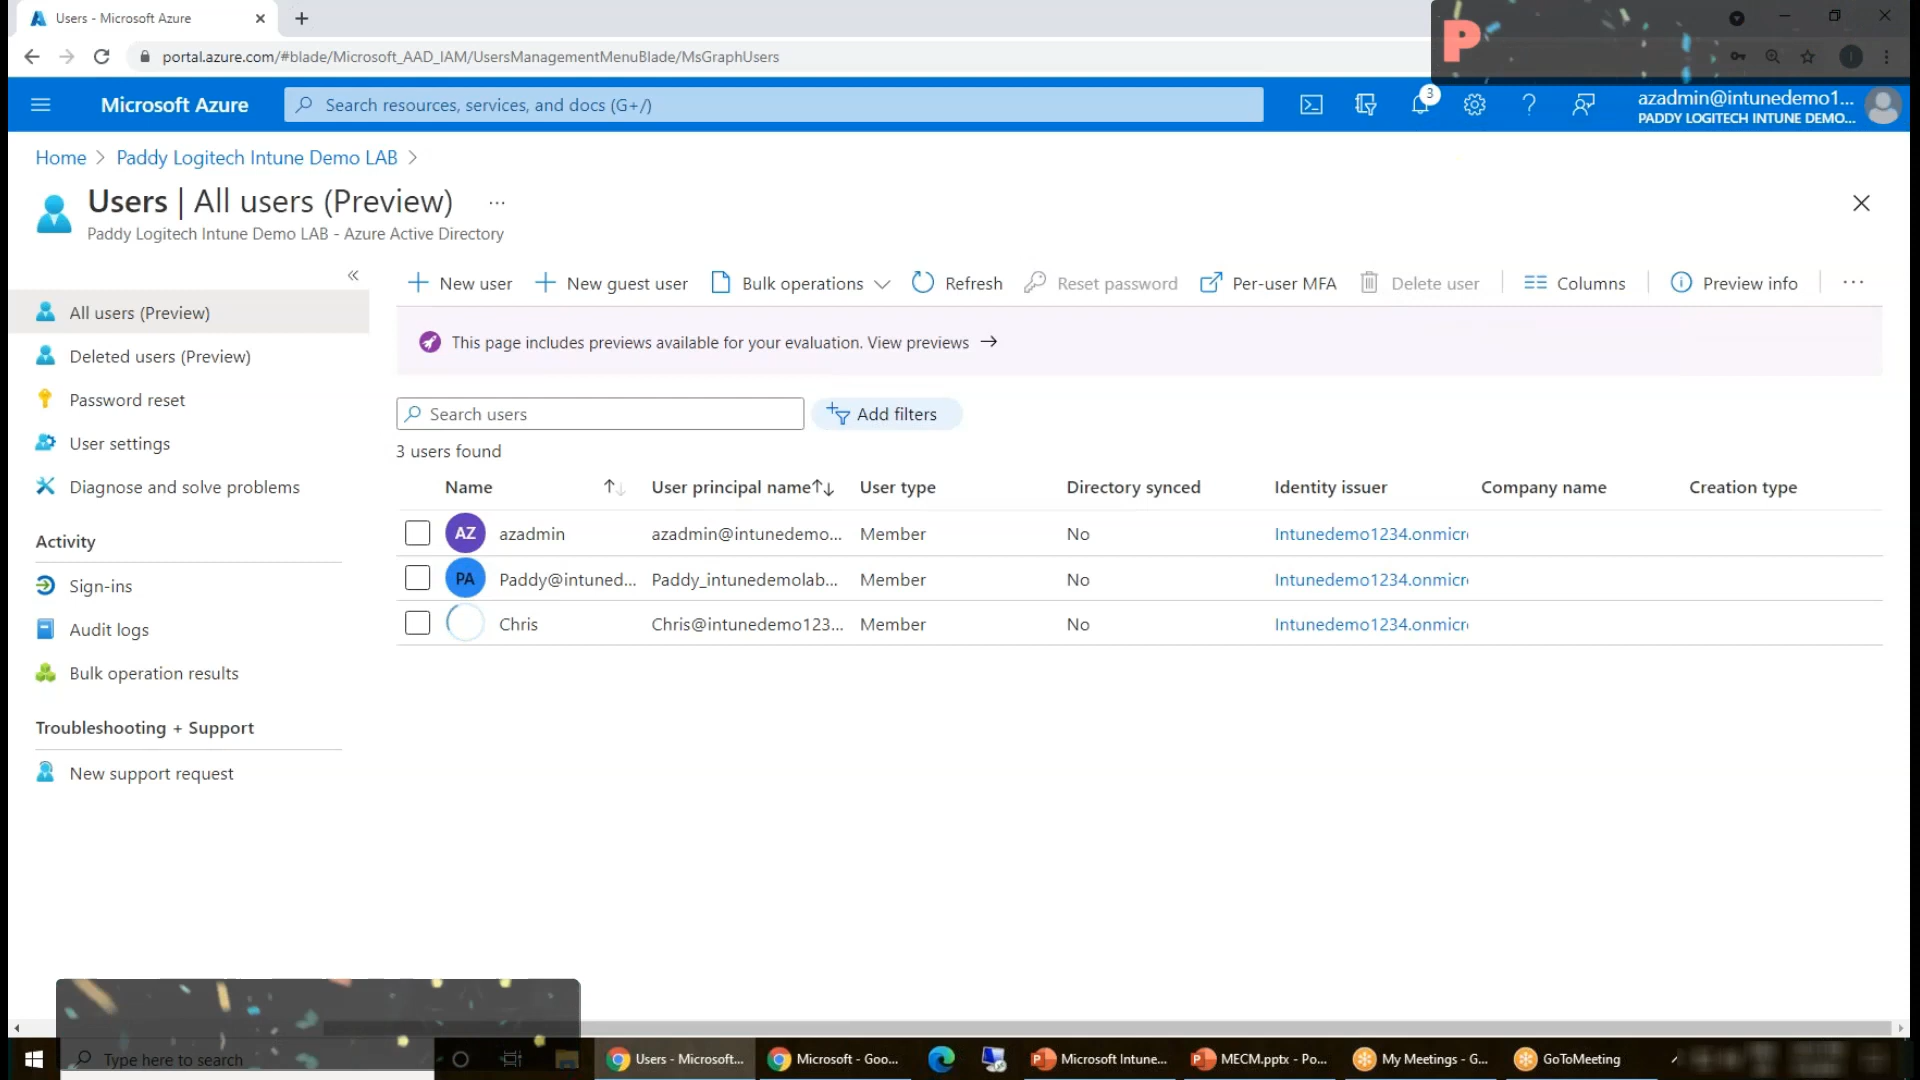 Users - Microsoft Azure
P
portal.azure.com/#blade/Microsoft_AAD_IAM/UsersManagementMenuBlade/MsGraphUsers
Microsoft Azure
Search resources, services, and docs (G+/)
3
azadmin@intunedemo1...
PADDY LOGITECH INTUNE DEMO...
Home > Paddy Logitech Intune Demo LAB >
Users | All users (Preview) ...
Paddy Logitech Intune Demo LAB - Azure Active Directory
New user
New guest user
Bulk operations
Refresh
Reset password
Per-user MFA
Delete user
Columns
Preview info
All users (Preview)
Deleted users (Preview)
Password reset
User settings
Diagnose and solve problems
Activity
Sign-ins
Audit logs
Bulk operation results
Troubleshooting + Support
New support request
This page includes previews available for your evaluation. View previews →
Search users
Add filters
3 users found
Name User principal name User type Directory synced Identity issuer Company name Creation type
AZ azadmin azadmin@intunedemo... Member No Intunedemo1234.onmicr
PA Paddy@intuned... Paddy_intunedemolab... Member No Intunedemo1234.onmicr
Chris Chris@intunedemo123... Member No Intunedemo1234.onmicr
Type here to search
Users - Microsoft...
Microsoft - Goo...
Microsoft Intune...
MECM.pptx - Po...
My Meetings - G...
GoToMeeting